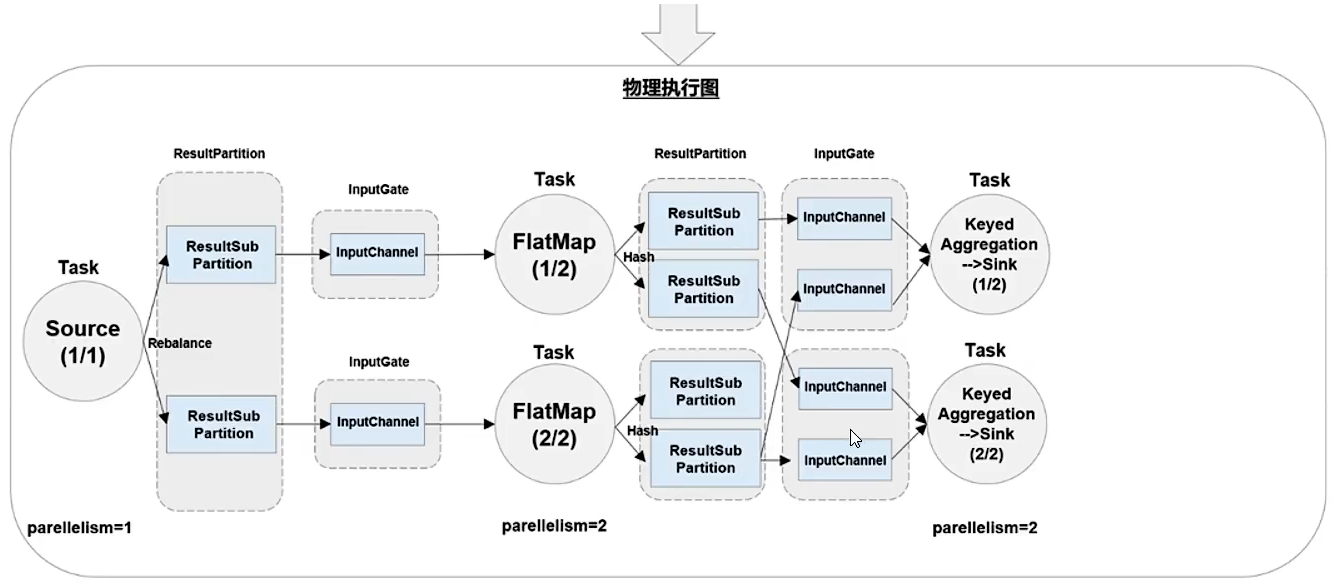 物理执行图
ResultPartition
ResultPartition
InputGate
Task
Task
InputGate
ResultSub
Partition
InputChannel
FlatMap
(1/2)
Hash
ResultSub
Partition
ResultSub
Partition
InputChannel
InputChannel
Keyed
Aggregation
-->Sink
(1/2)
Task
Source
(1/1)
Rebalance
InputGate
Task
Task
ResultSub
Partition
InputChannel
FlatMap
(2/2)
Hash
ResultSub
Partition
ResultSub
Partition
InputChannel
InputChannel
Keyed
Aggregation
-->Sink
(2/2)
parellelism=1
parellelism=2
parellelism=2